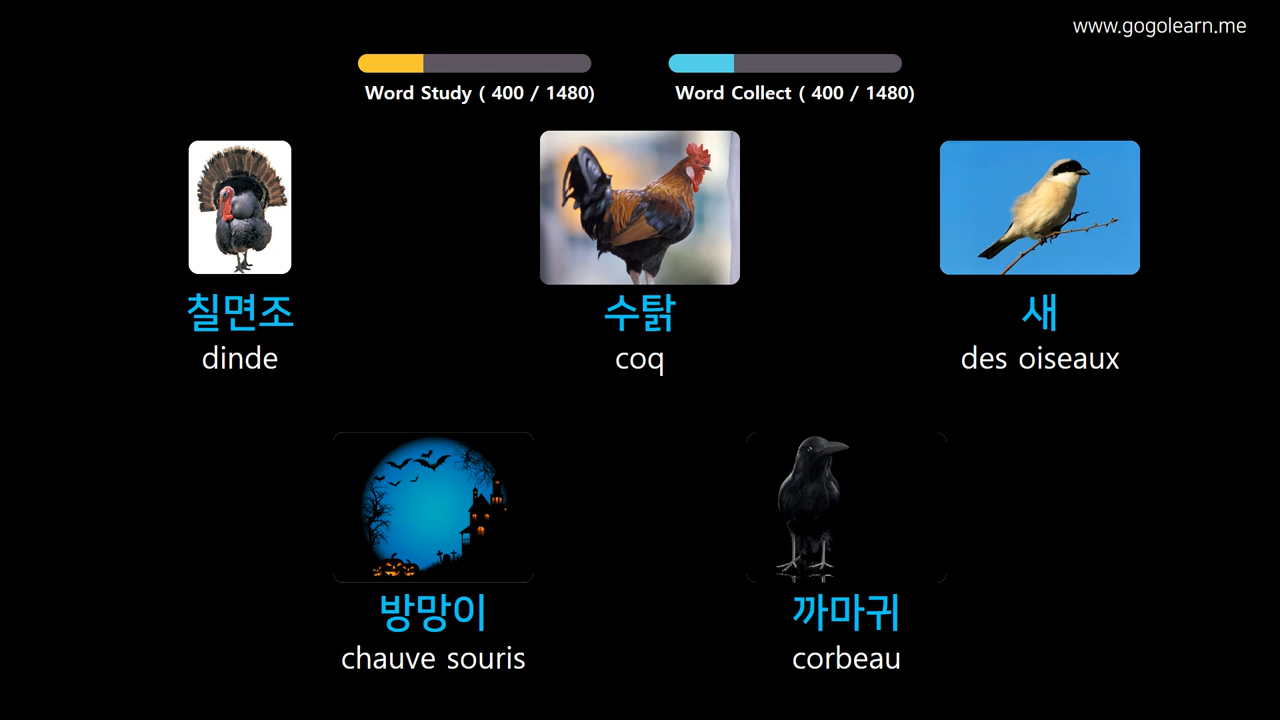 www.gogolearn.me
Word Study ( 400 / 1480)
Word Collect ( 400 / 1480)
칠면조
dinde
수탉
coq
새
des oiseaux
방망이
chauve souris
까마귀
corbeau